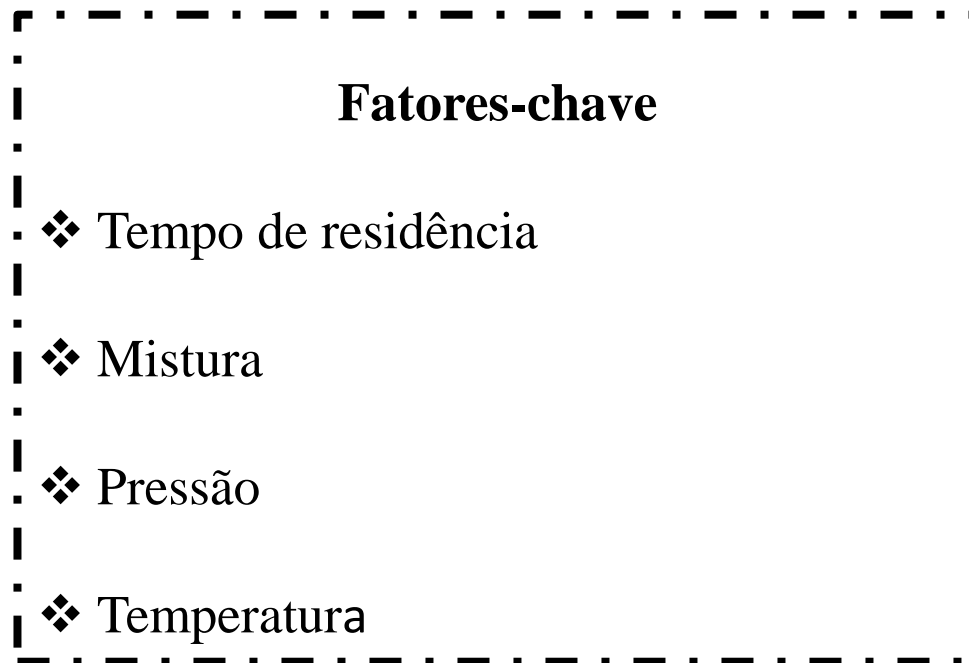 Fatores-chave
❖ Tempo de residência
❖ Mistura
❖ Pressão
❖ Temperatura